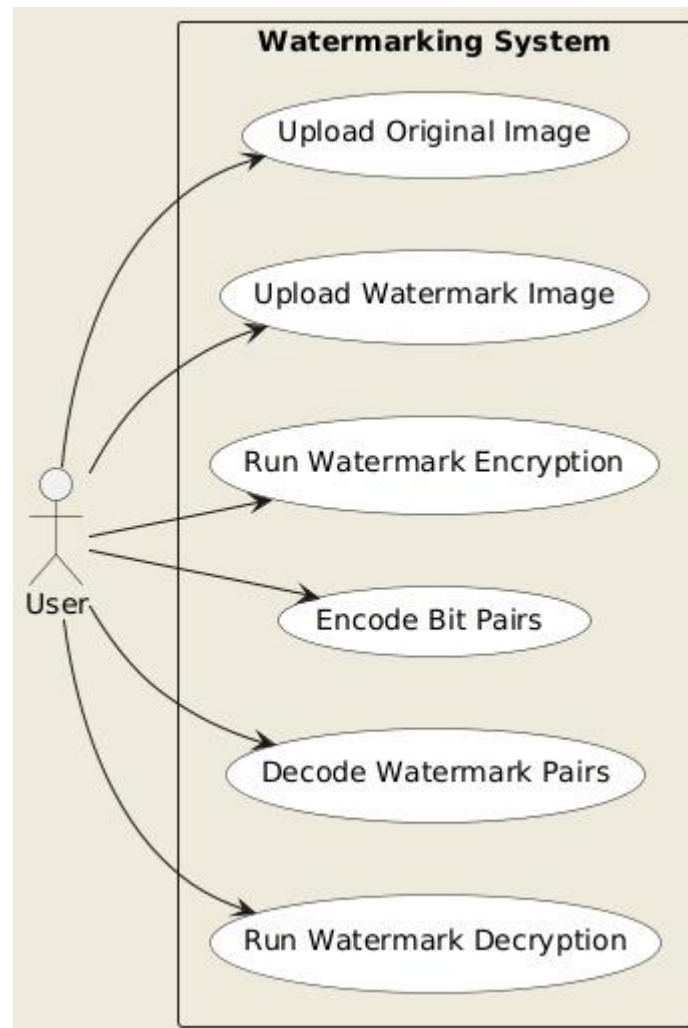 Watermarking System
Upload Original Image
Upload Watermark Image
Run Watermark Encryption
Encode Bit Pairs
User
Decode Watermark Pairs
Run Watermark Decryption